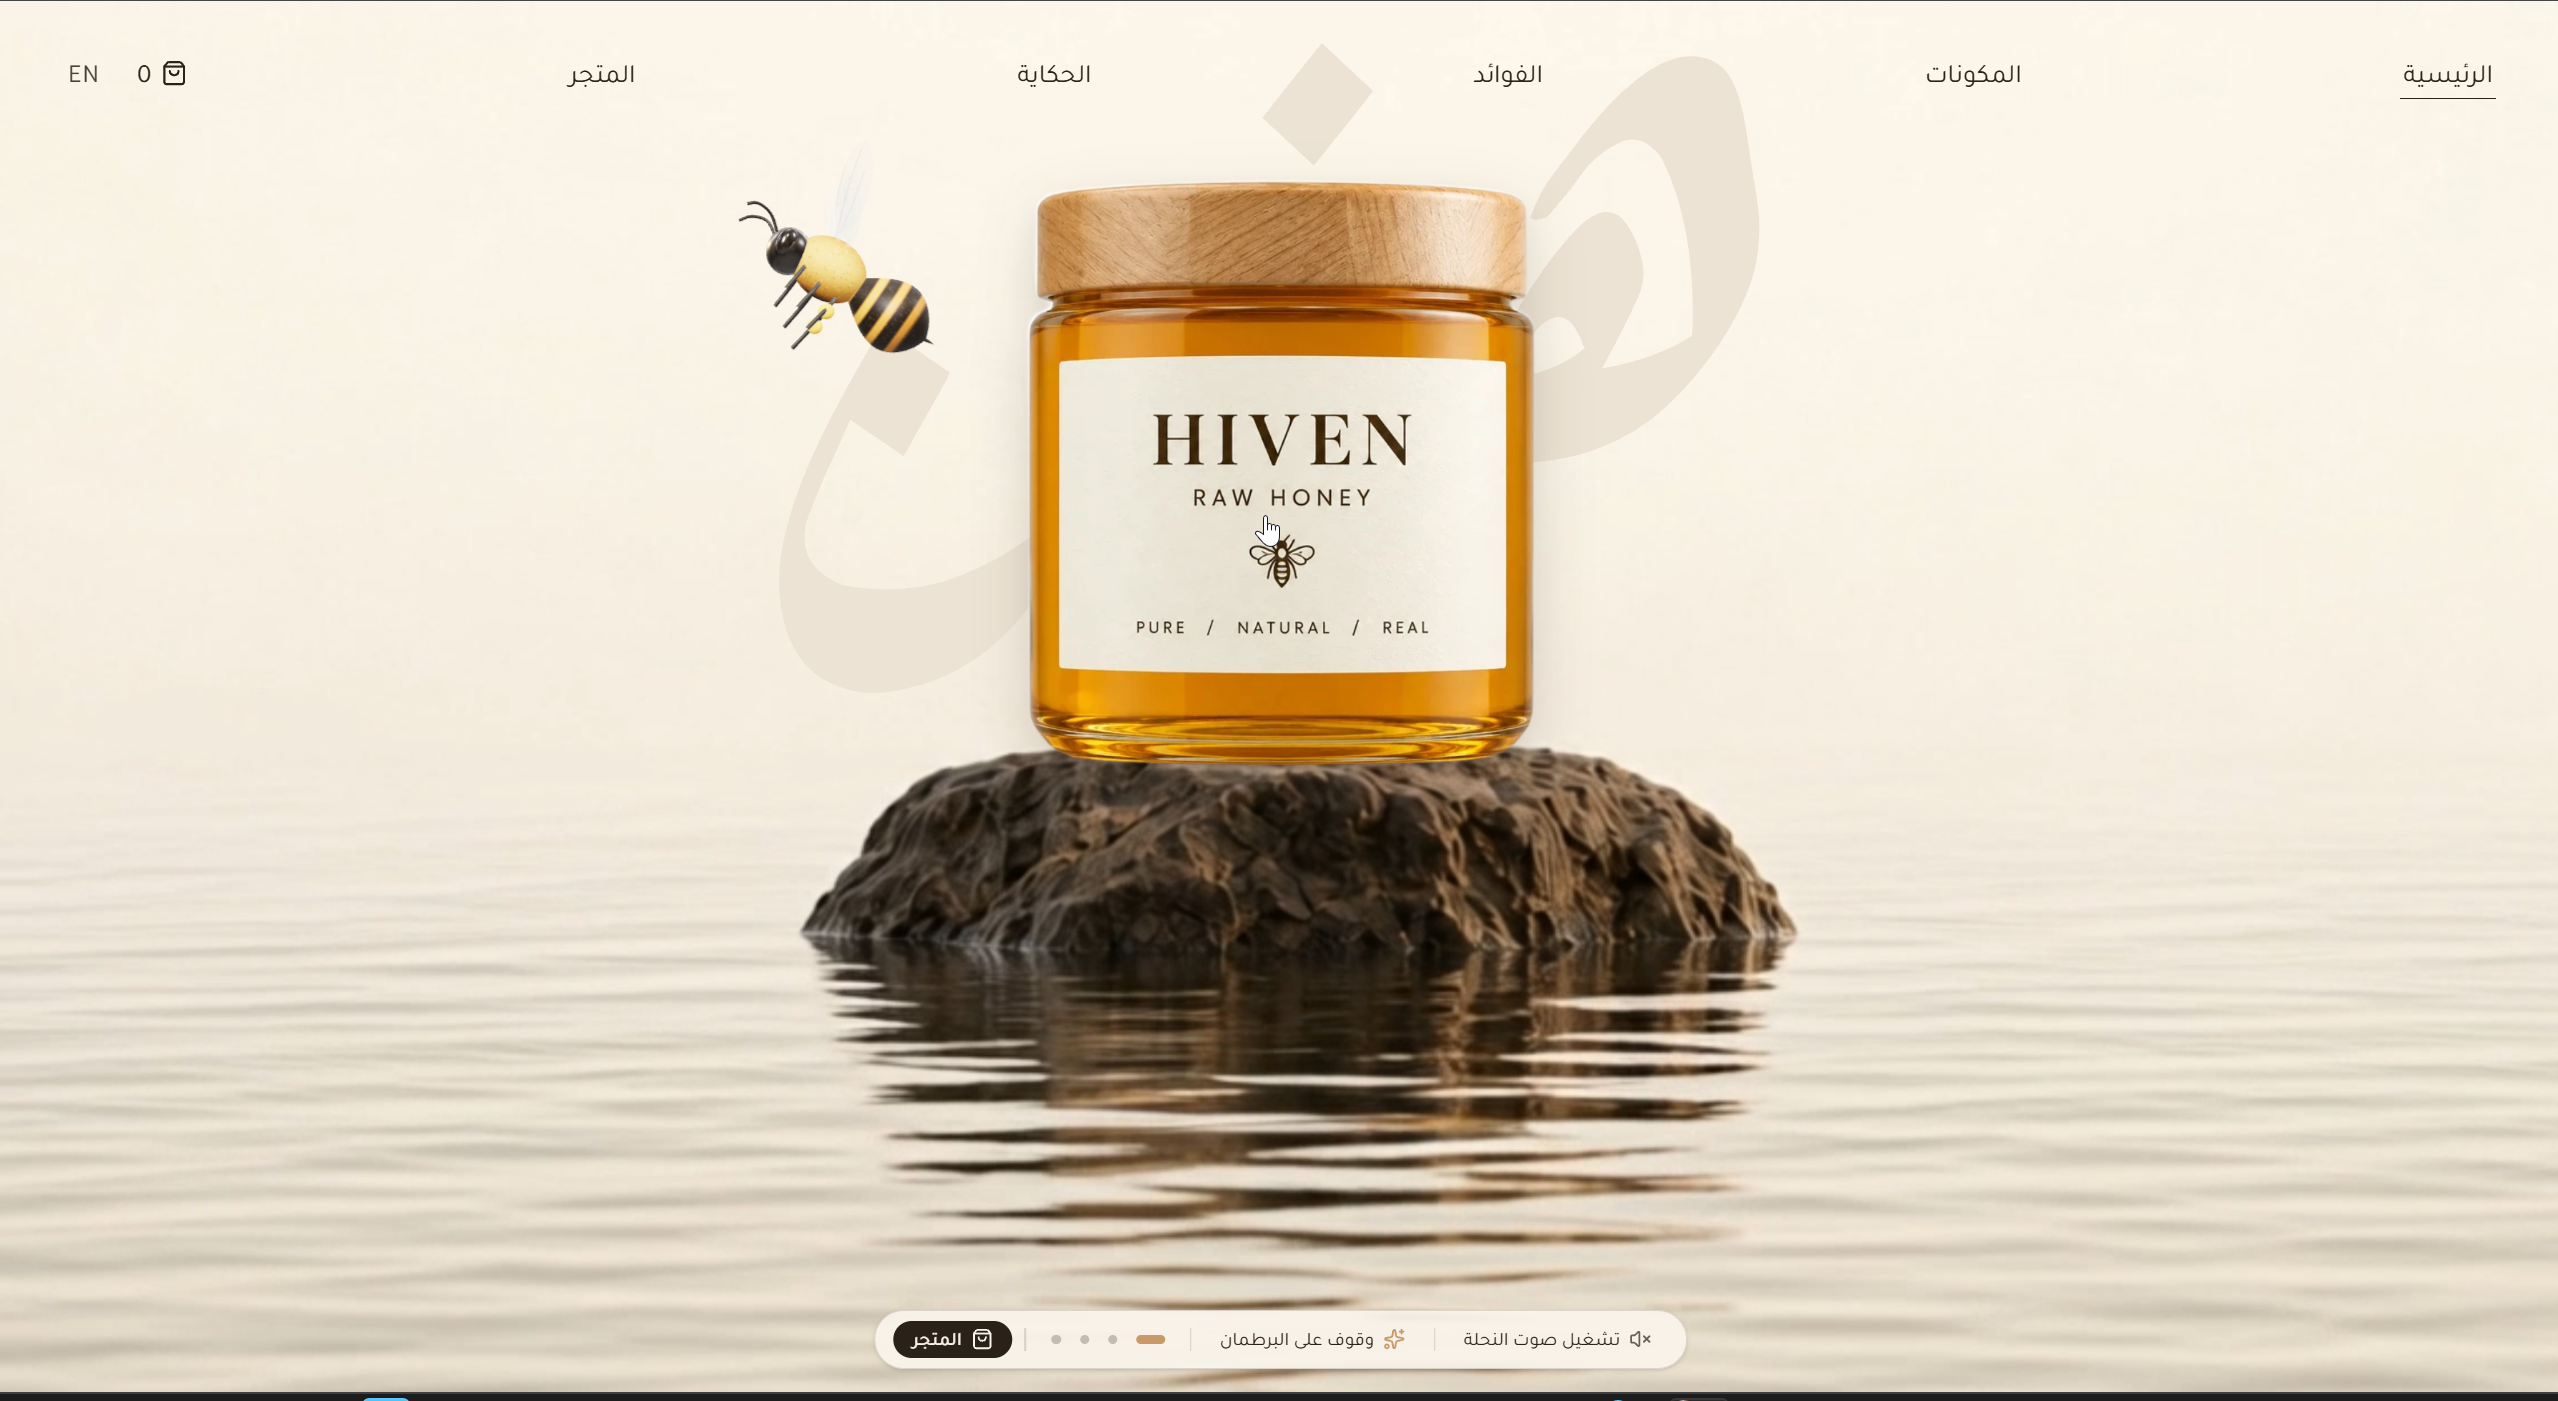 الرئيسية المكونات الفوائد الحكاية المتجر 0 EN
HIVEN
RAW HONEY
PURE / NATURAL / REAL
تشغيل صوت النحلة وقوف على البرطمان المتجر